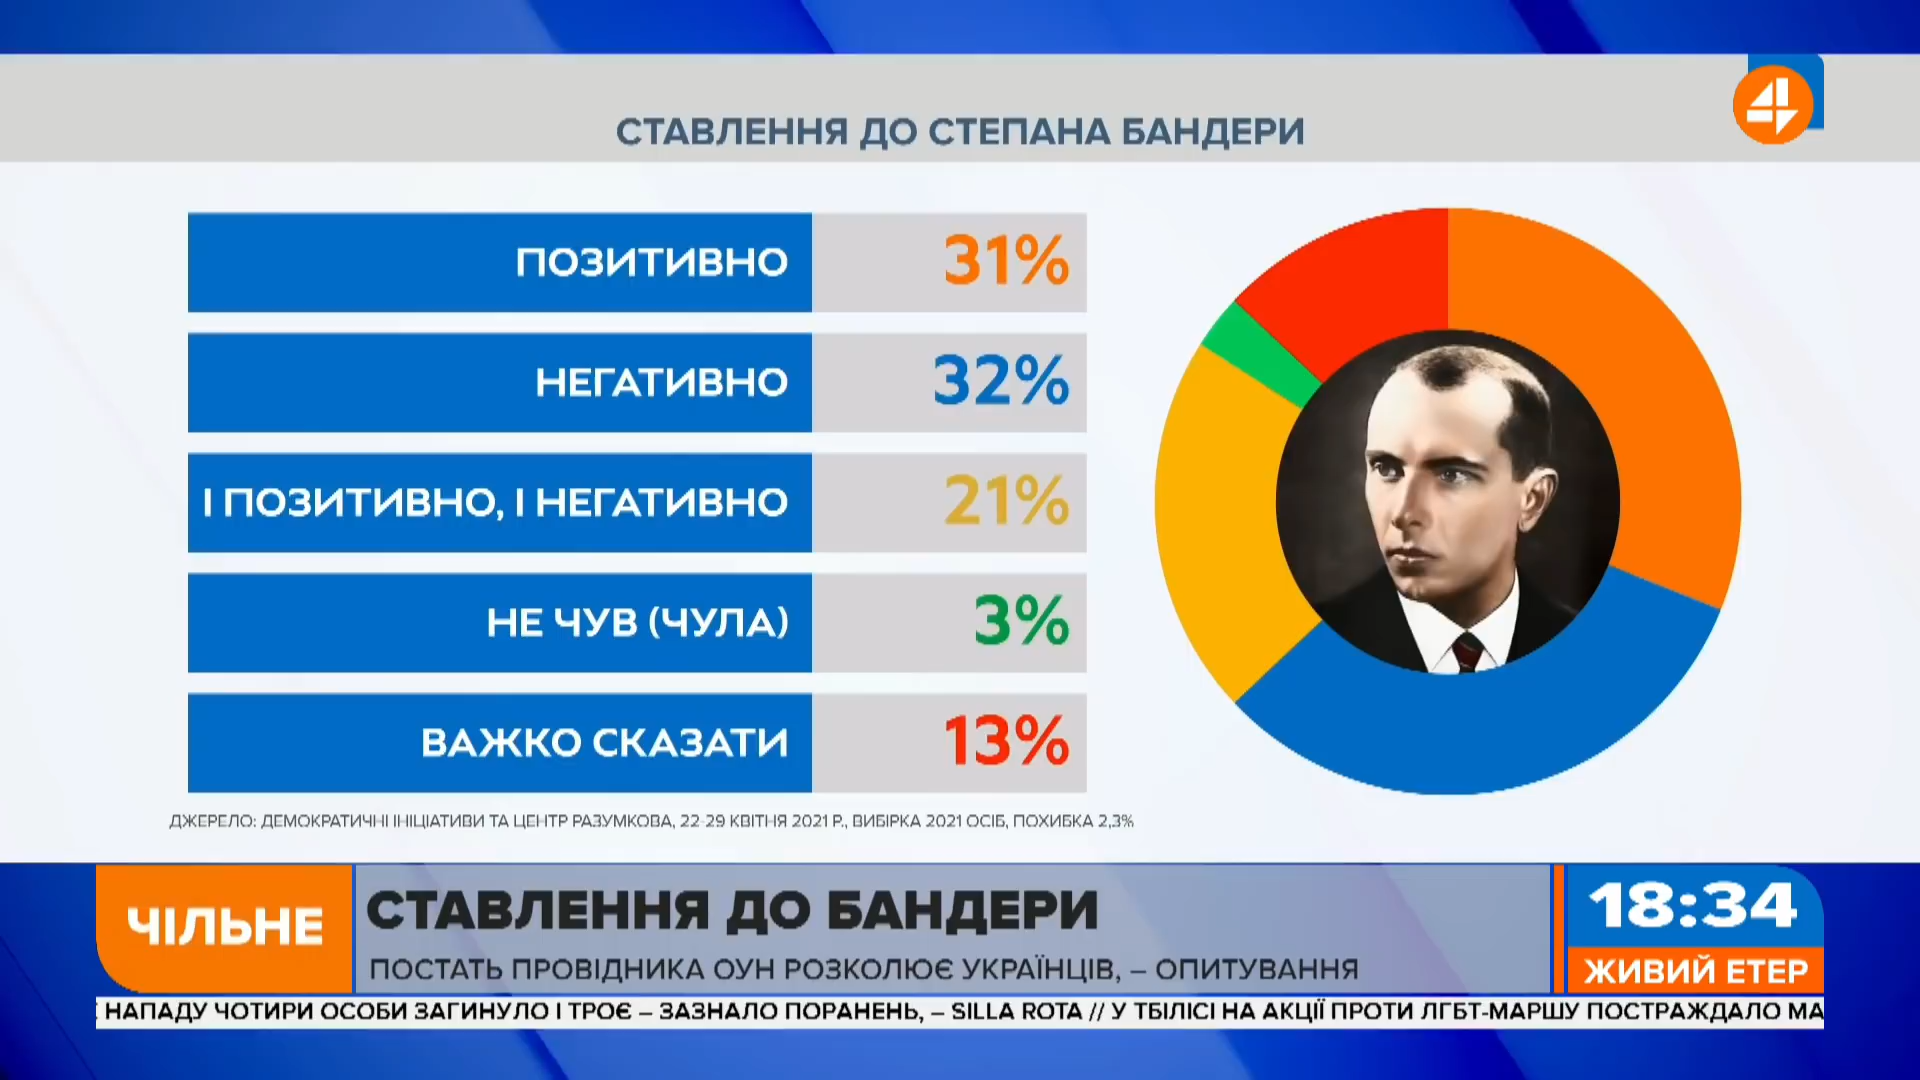 СТАВЛЕННЯ ДО СТЕПАНА БАНДЕРИ
4
ПОЗИТИВНО 31%
НЕГАТИВНО 32%
І ПОЗИТИВНО, І НЕГАТИВНО 21%
НЕ ЧУВ (ЧУЛА) 3%
ВАЖКО СКАЗАТИ 13%
ДЖЕРЕЛО: ДЕМОКРАТИЧНІ ІНІЦІАТИВИ ТА ЦЕНТР РАЗУМКОВА, 22-29 КВІТНЯ 2021 Р., ВИБІРКА 2021 ОСІБ, ПОХИБКА 2,3%
ЧІЛЬНЕ
СТАВЛЕННЯ ДО БАНДЕРИ
ПОСТАТЬ ПРОВІДНИКА ОУН РОЗКОЛЮЄ УКРАЇНЦІВ, – ОПИТУВАННЯ
18:34
ЖИВИЙ ЕТЕР
НАПАДУ ЧОТИРИ ОСОБИ ЗАГИНУЛО І ТРОЄ – ЗАЗНАЛО ПОРАНЕНЬ, – SILLA ROTA // У ТБІЛІСІ НА АКЦІЇ ПРОТИ ЛГБТ-МАРШУ ПОСТРАЖДАЛО МА